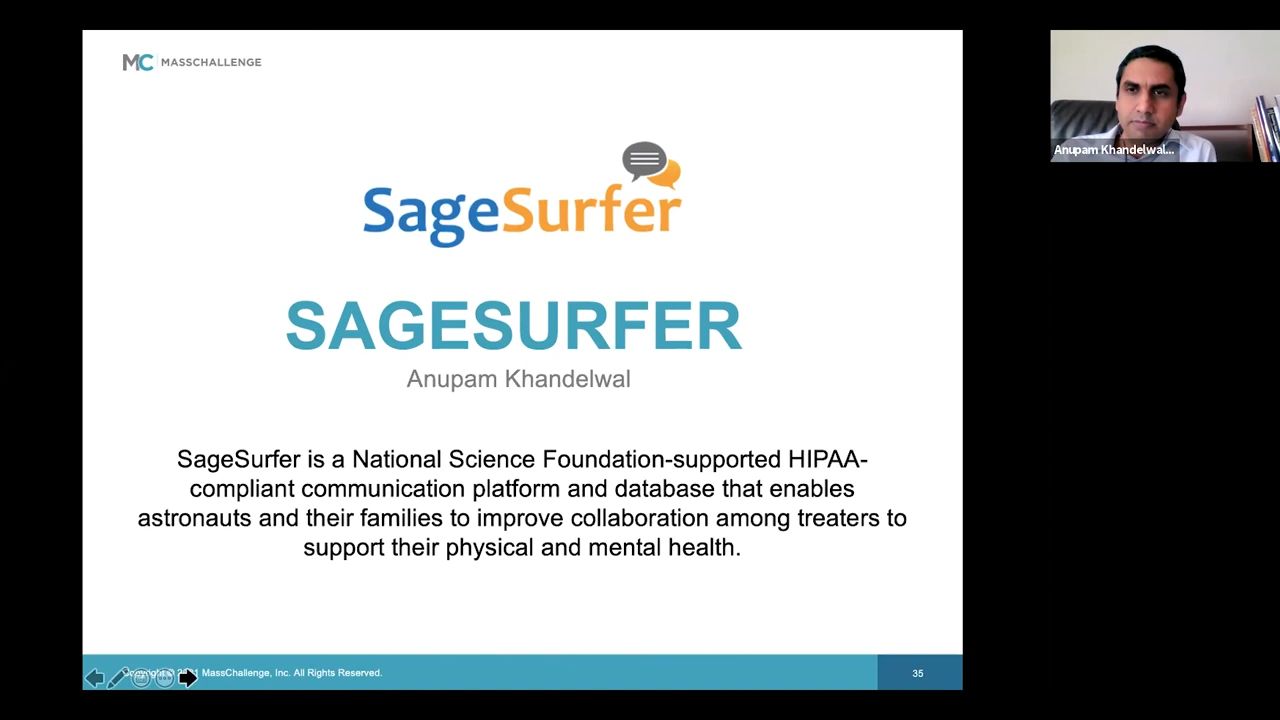 MC MASSCHALLENGE
SageSurfer
SAGESURFER
Anupam Khandelwal
SageSurfer is a National Science Foundation-supported HIPAA-
compliant communication platform and database that enables
astronauts and their families to improve collaboration among treaters to
support their physical and mental health.
MassChallenge, Inc. All Rights Reserved.
35
Anupam Khandelwal...